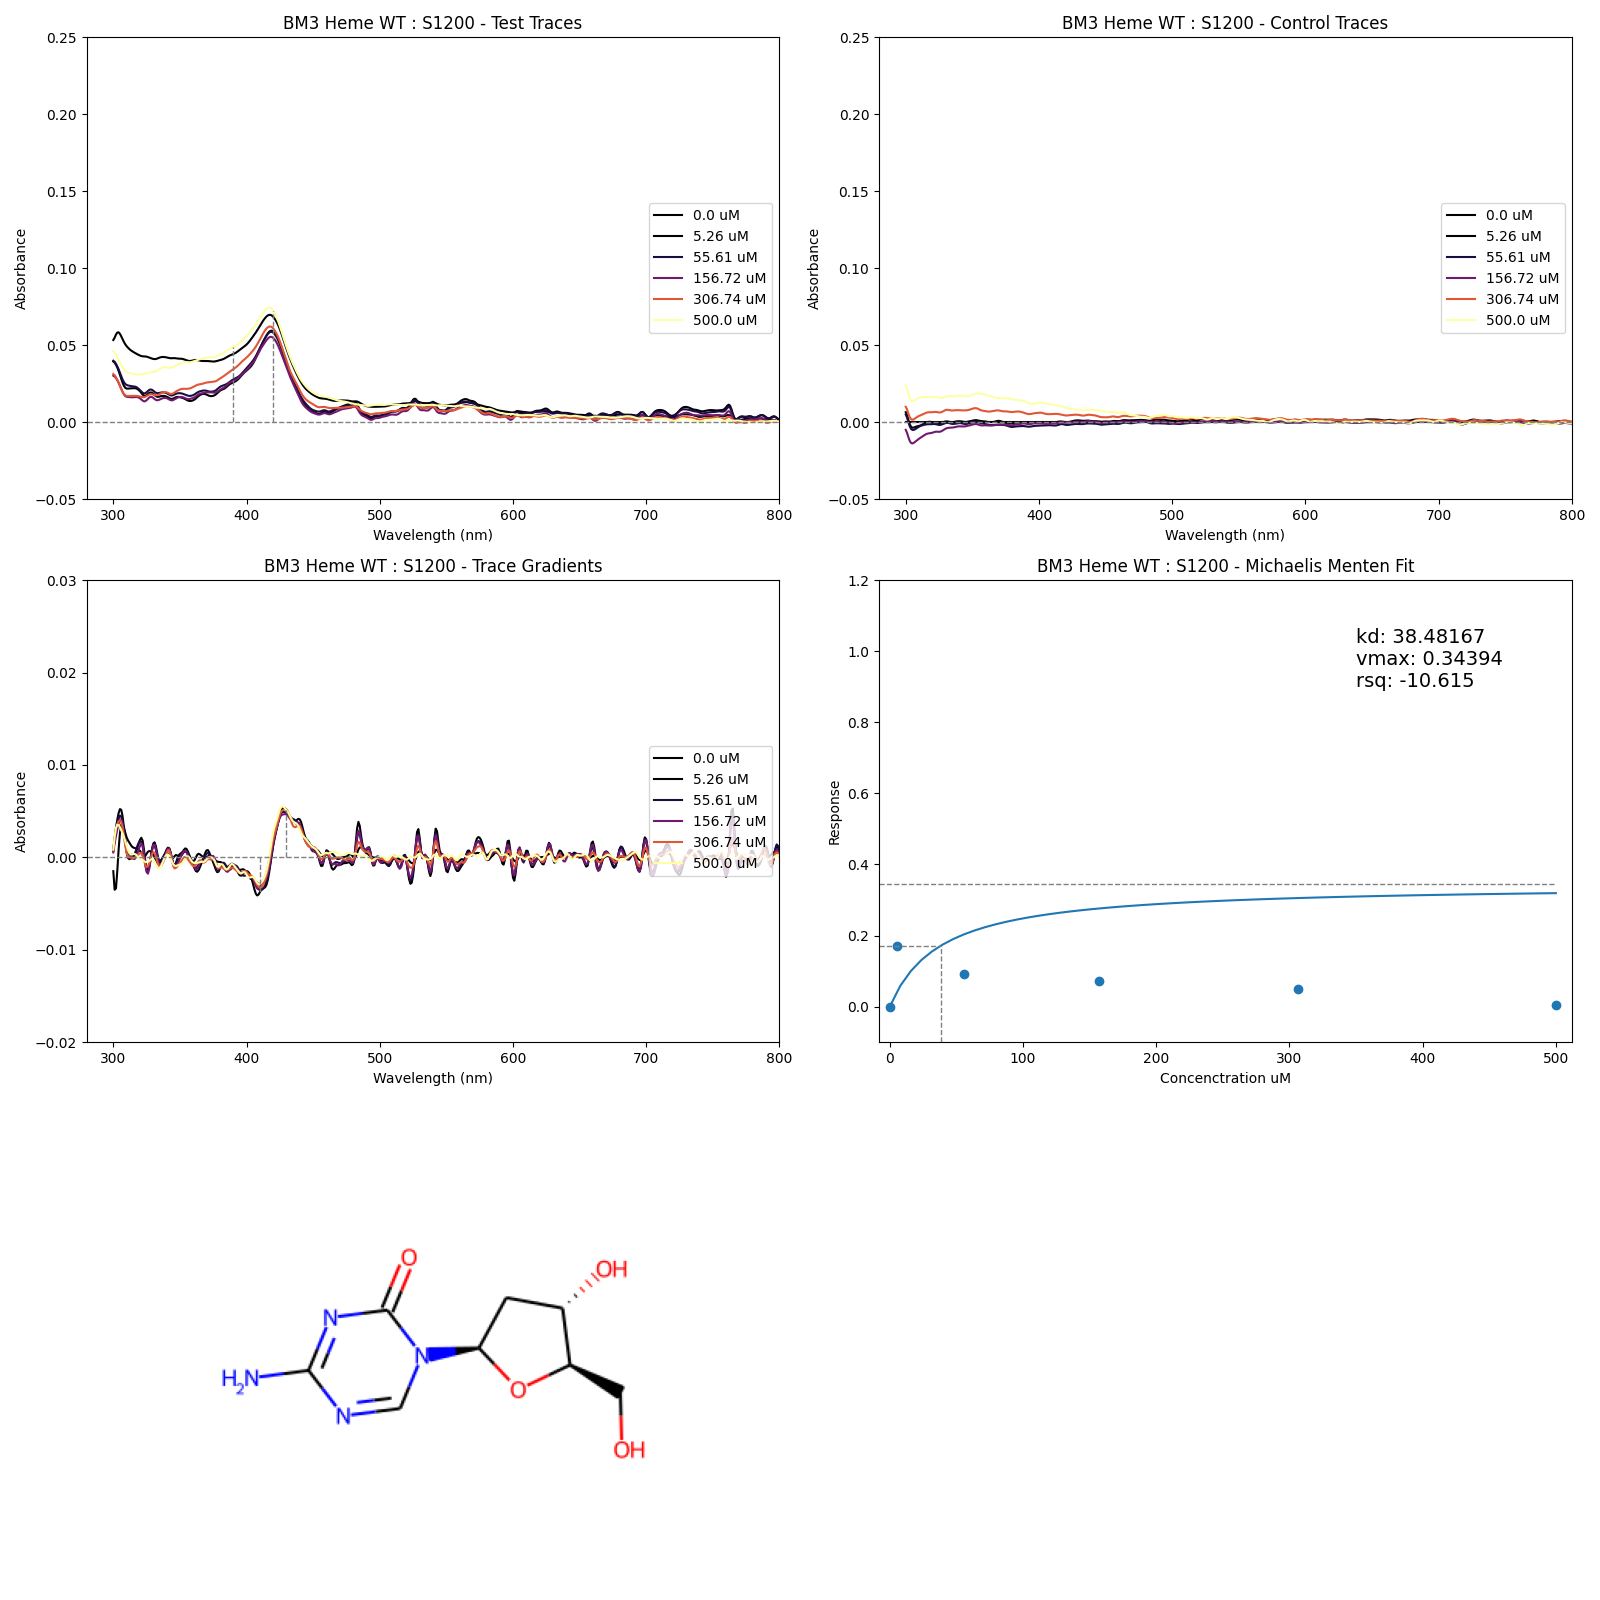 BM3 Heme WT : S1200 - Test Traces
0.25
0.20
0.15
0.10
0.05
0.00
−0.05
Absorbance
300 400 500 600 700 800
Wavelength (nm)
0.0 uM
5.26 uM
55.61 uM
156.72 uM
306.74 uM
500.0 uM
BM3 Heme WT : S1200 - Control Traces
0.25
0.20
0.15
0.10
0.05
0.00
−0.05
Absorbance
300 400 500 600 700 800
Wavelength (nm)
0.0 uM
5.26 uM
55.61 uM
156.72 uM
306.74 uM
500.0 uM
BM3 Heme WT : S1200 - Trace Gradients
0.03
0.02
0.01
0.00
−0.01
−0.02
Absorbance
300 400 500 600 700 800
Wavelength (nm)
0.0 uM
5.26 uM
55.61 uM
156.72 uM
306.74 uM
500.0 uM
BM3 Heme WT : S1200 - Michaelis Menten Fit
1.2
1.0
0.8
0.6
0.4
0.2
0.0
Response
kd: 38.48167
vmax: 0.34394
rsq: -10.615
0 100 200 300 400 500
Concenctration uM
O
OH
N
N
H2N
O
N
OH